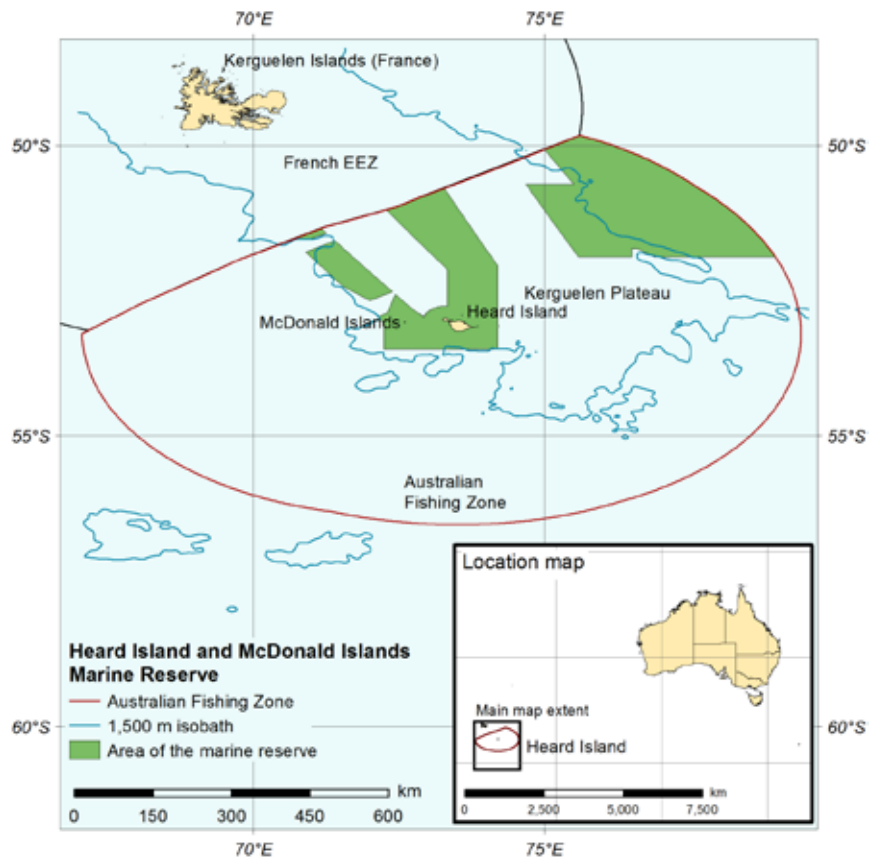 70°E
75°E
Kerguelen Islands (France)
50°S
50°S
French EEZ
Kerguelen Plateau
Heard Island
McDonald Islands
55°S
55°S
Australian
Fishing Zone
Location map
Heard Island and McDonald Islands
Marine Reserve
Australian Fishing Zone
1,500 m isobath
Area of the marine reserve
km
0
150
300
450
600
Main map extent
Heard Island
km
0
2,500
5,000
7,500
60°S
60°S
70°E
75°E